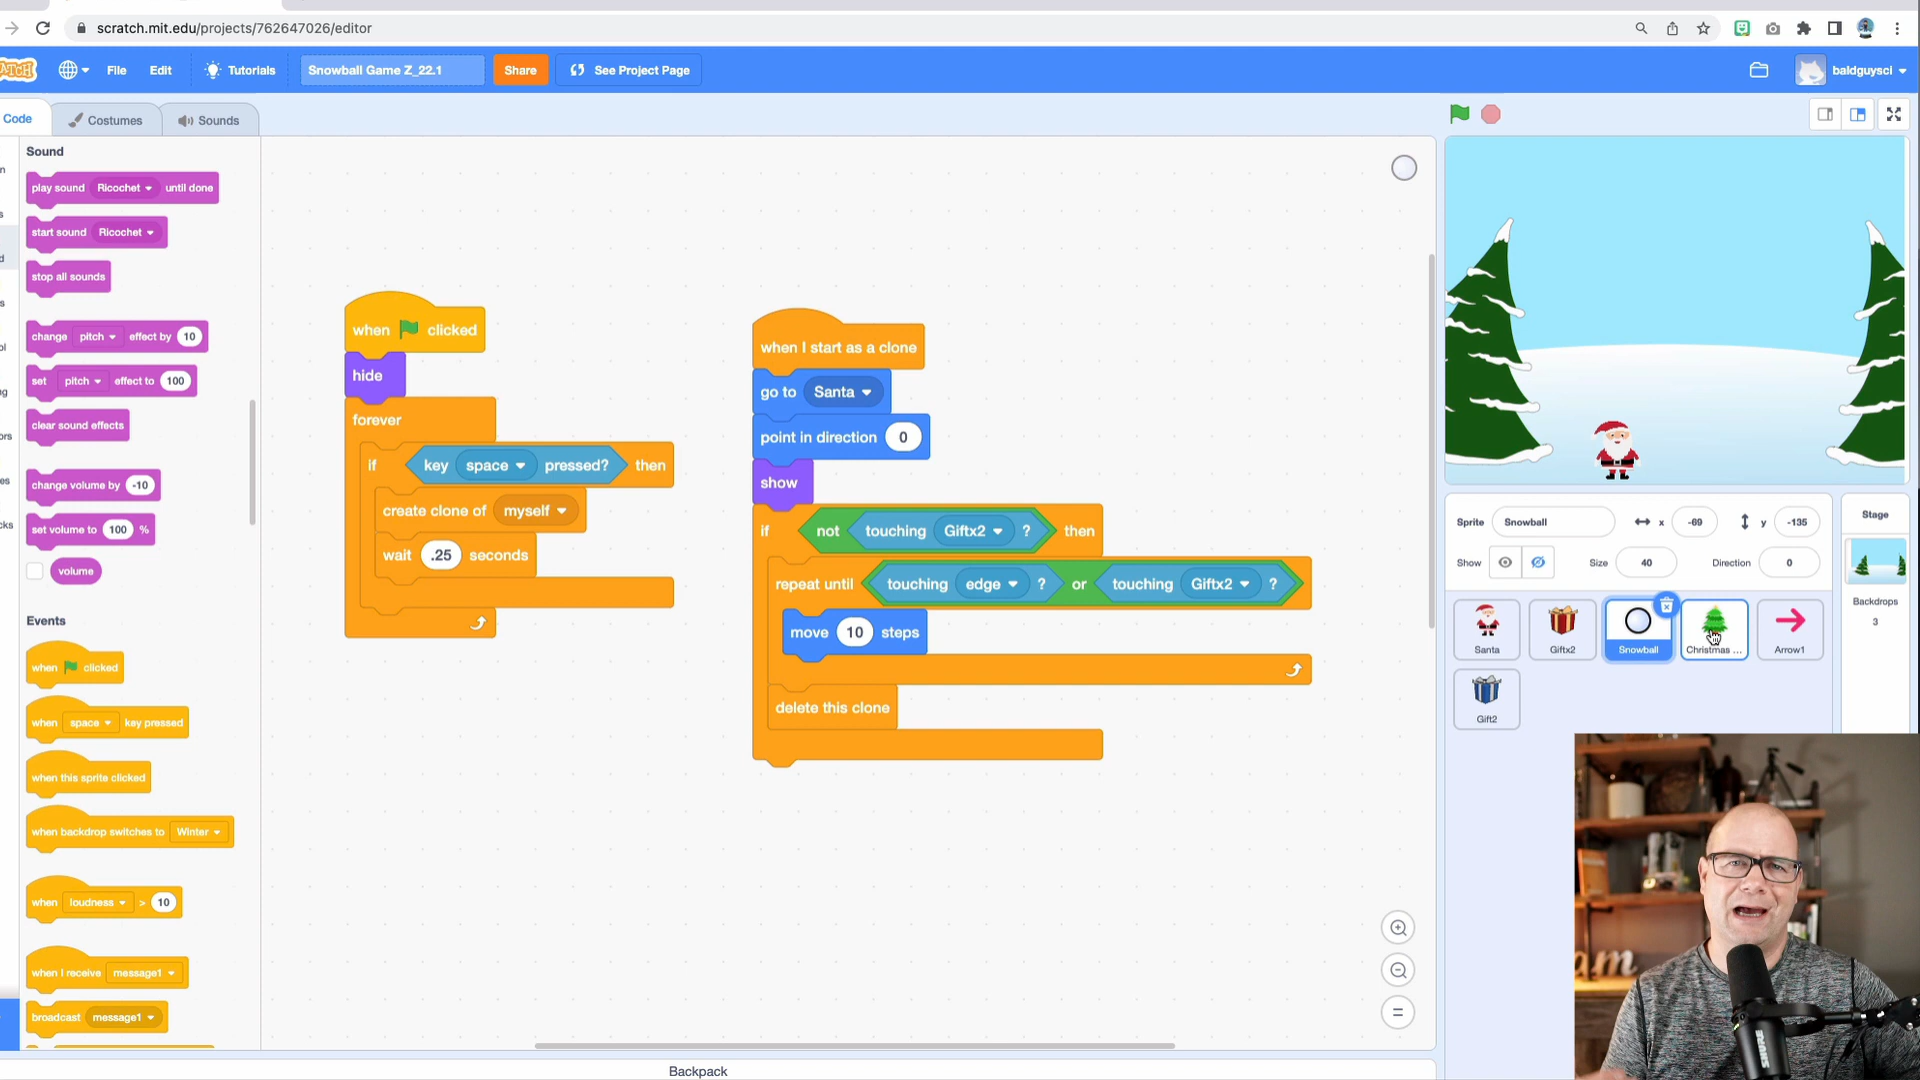 scratch.mit.edu/projects/762647026/editor
File
Edit
Tutorials
Snowball Game Z_22.1
Share
See Project Page
baldguysci
Code
Costumes
Sounds
Sound
play sound Ricochet until done
start sound Ricochet
stop all sounds
change pitch effect by 10
set pitch effect to 100
clear sound effects
change volume by -10
set volume to 100 %
volume
Events
when clicked
when space key pressed
when this sprite clicked
when backdrop switches to Winter
when loudness > 10
when I receive message1
broadcast message1
when clicked
hide
forever
if key space pressed? then
create clone of myself
wait .25 seconds
when I start as a clone
go to Santa
point in direction 0
show
if not touching Giftx2 ? then
repeat until touching edge ? or touching Giftx2 ?
move 10 steps
delete this clone
Sprite Snowball x -69 y -135
Show Size 40 Direction 0
Santa
Giftx2
Snowball
Christmas ...
Arrow1
Gift2
Stage
Backdrops
3
Backpack